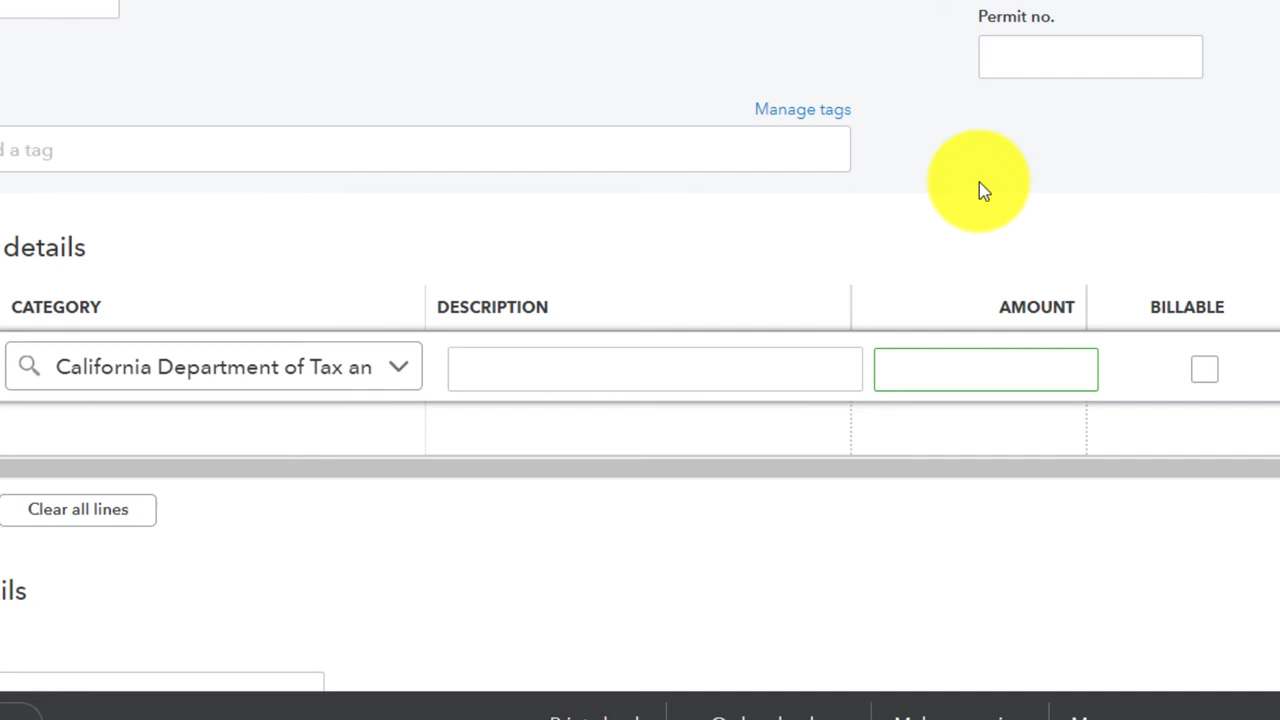 Permit no.
Manage tags
a tag
details
CATEGORY DESCRIPTION AMOUNT BILLABLE
California Department of Tax an
Clear all lines
ils